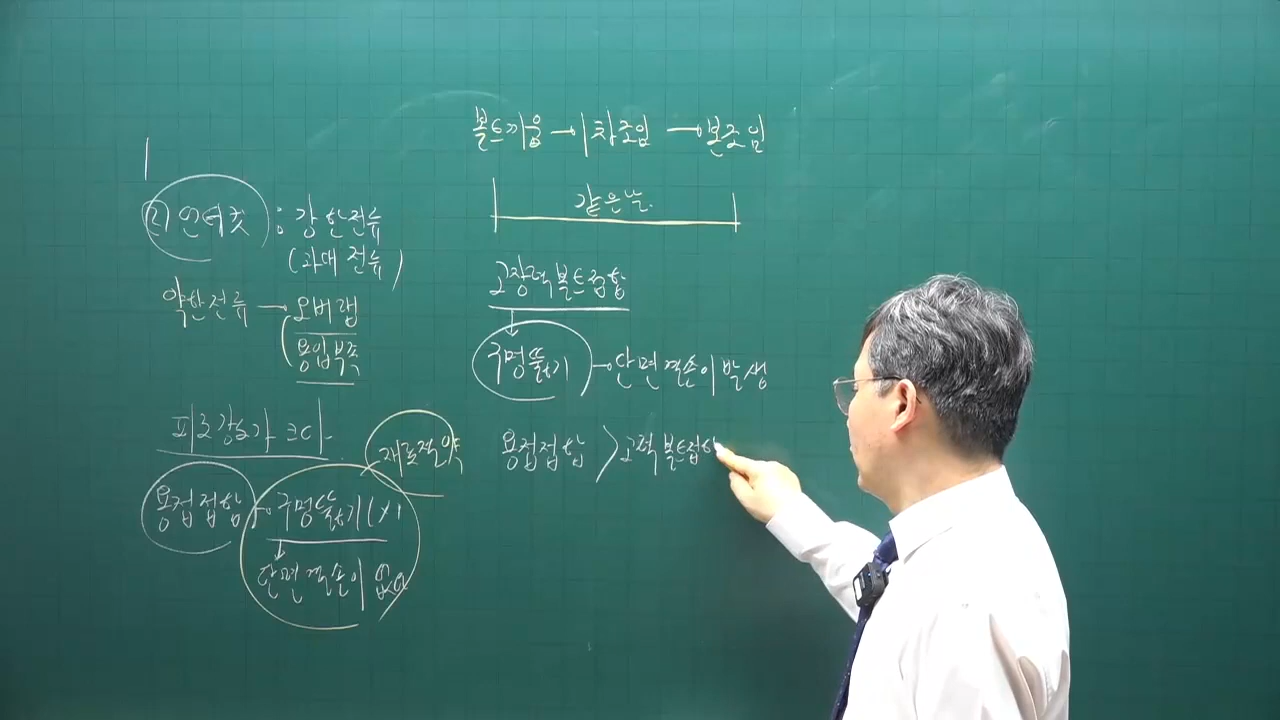 ② 언더컷 : 강한전류
(과대 전류)
약한전류 → 오버랩
용입부족
피로강도가 크다.
재료절약
용접접합 → 구멍뚫기(×)
↓
단면결손이 없다
볼트끼움 → 1차조임 → 본조임
같은날.
고장력볼트접합
↓
구멍뚫기 → 단면결손이 발생
용접접합 > 고력볼트접하